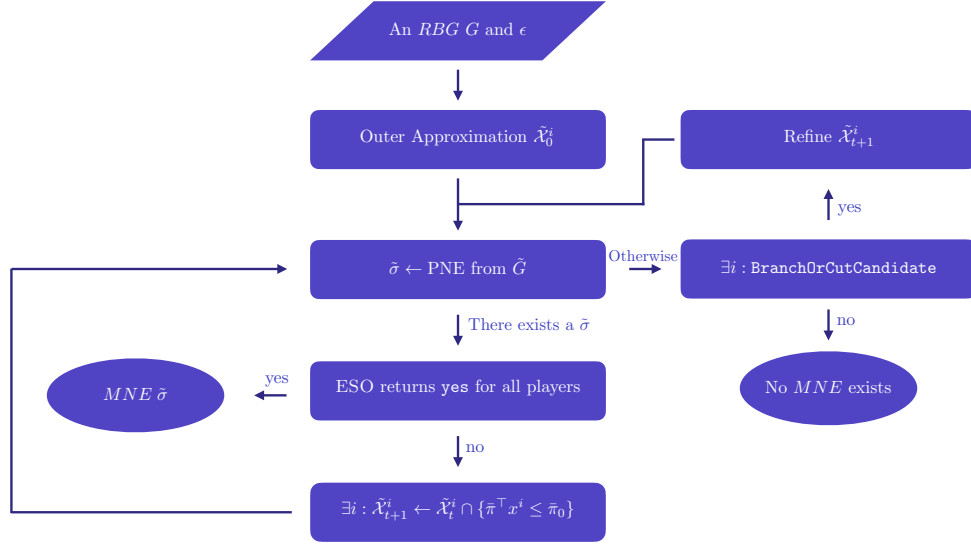 An RBG G and ϵ
Outer Approximation 𝒳̃₀ⁱ
Refine 𝒳̃ⁱₜ₊₁
yes
σ̃ ← PNE from G̃
Otherwise
∃i : BranchOrCutCandidate
There exists a σ̃
no
MNE σ̃
yes
ESO returns yes for all players
No MNE exists
no
∃i : 𝒳̃ⁱₜ₊₁ ← 𝒳̃ⁱₜ ∩ {π̄^⊤ xⁱ ≤ π̄₀}